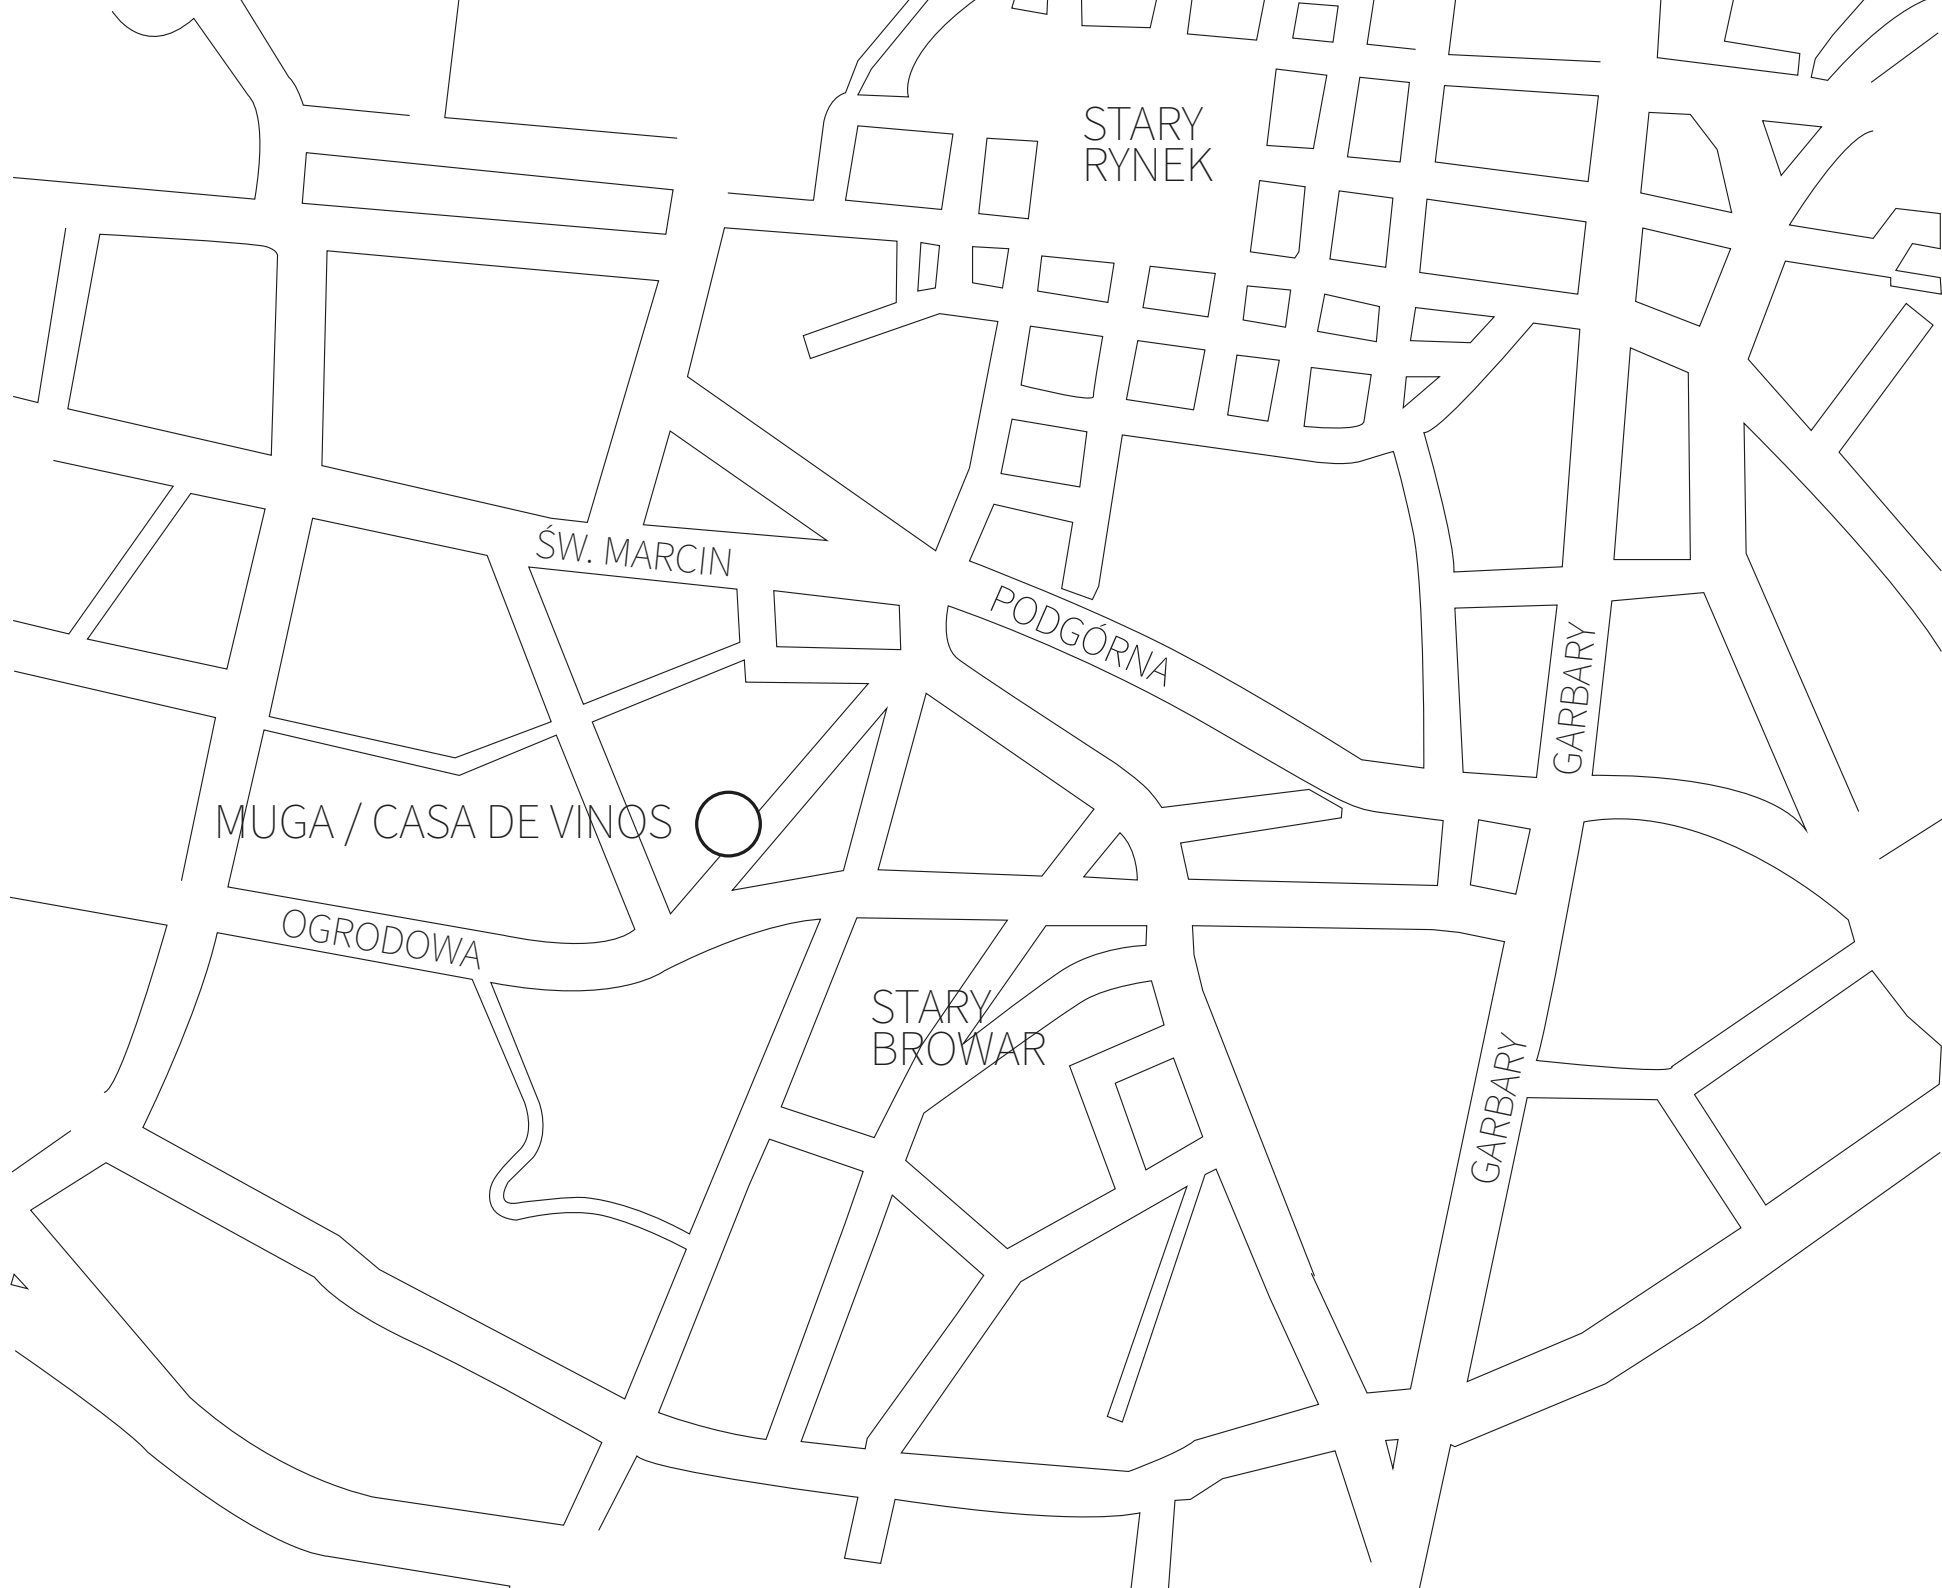 STARY
RYNEK
ŚW. MARCIN
PODGÓRNA
GARBARY
MUGA / CASA DE VINOS
OGRODOWA
STARY
BROWAR
GARBARY